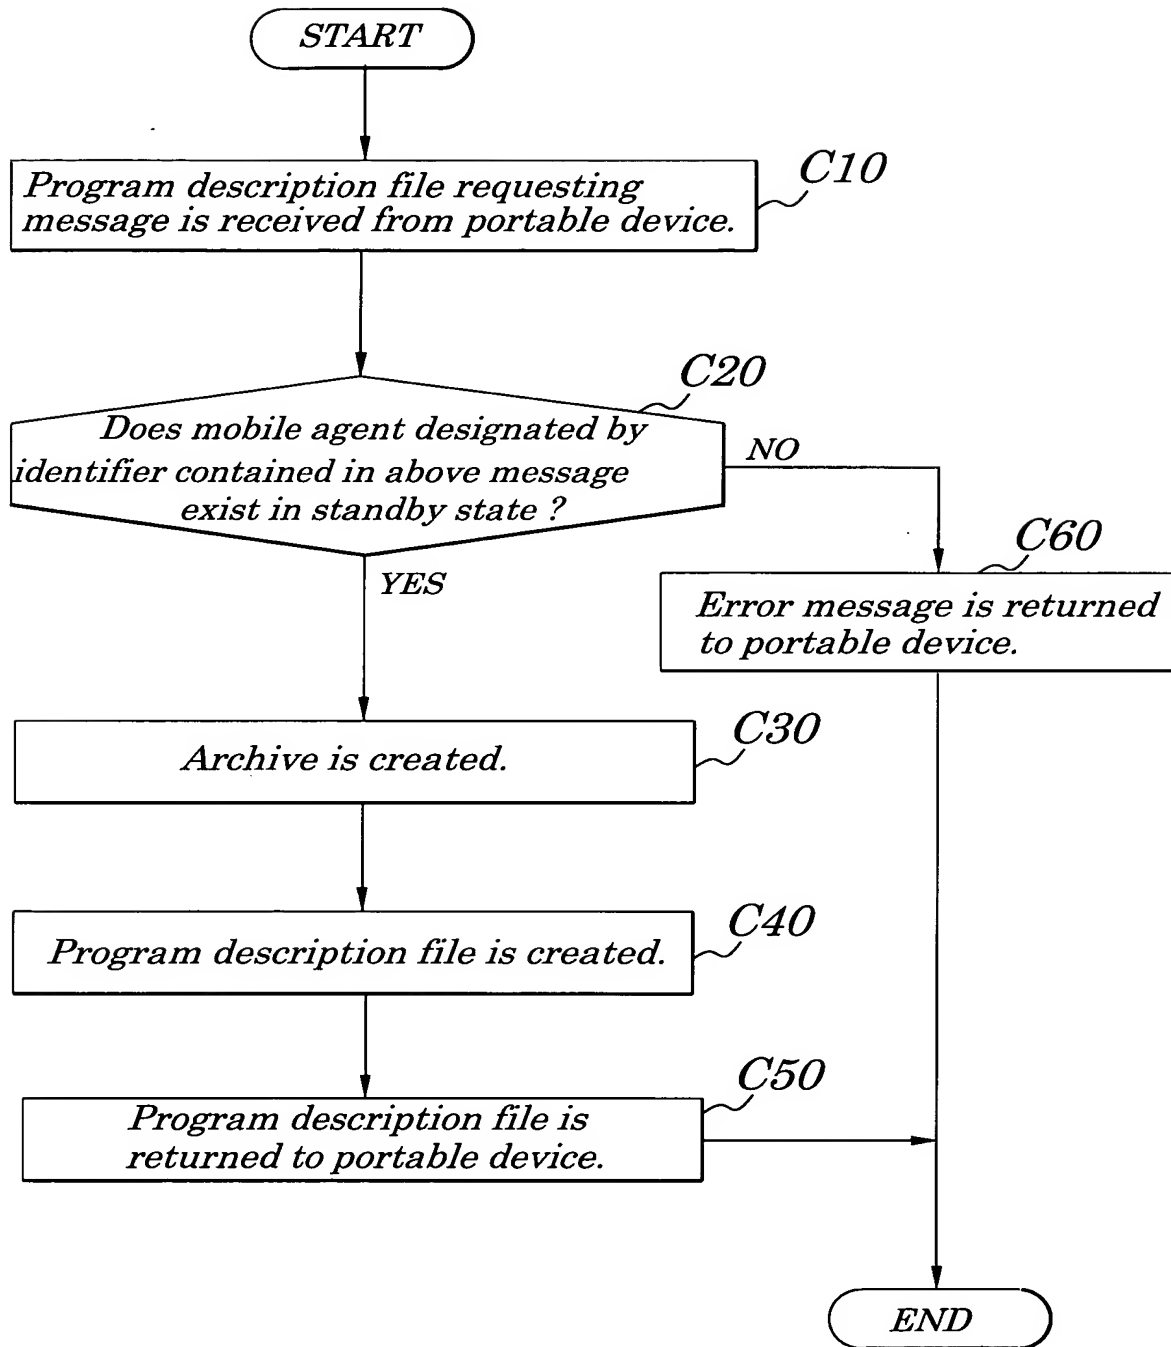 START
C10
Program description file requesting
message is received from portable device.
C20
Does mobile agent designated by
identifier contained in above message
exist in standby state ?
NO
YES
C60
Error message is returned
to portable device.
C30
Archive is created.
C40
Program description file is created.
C50
Program description file is
returned to portable device.
END